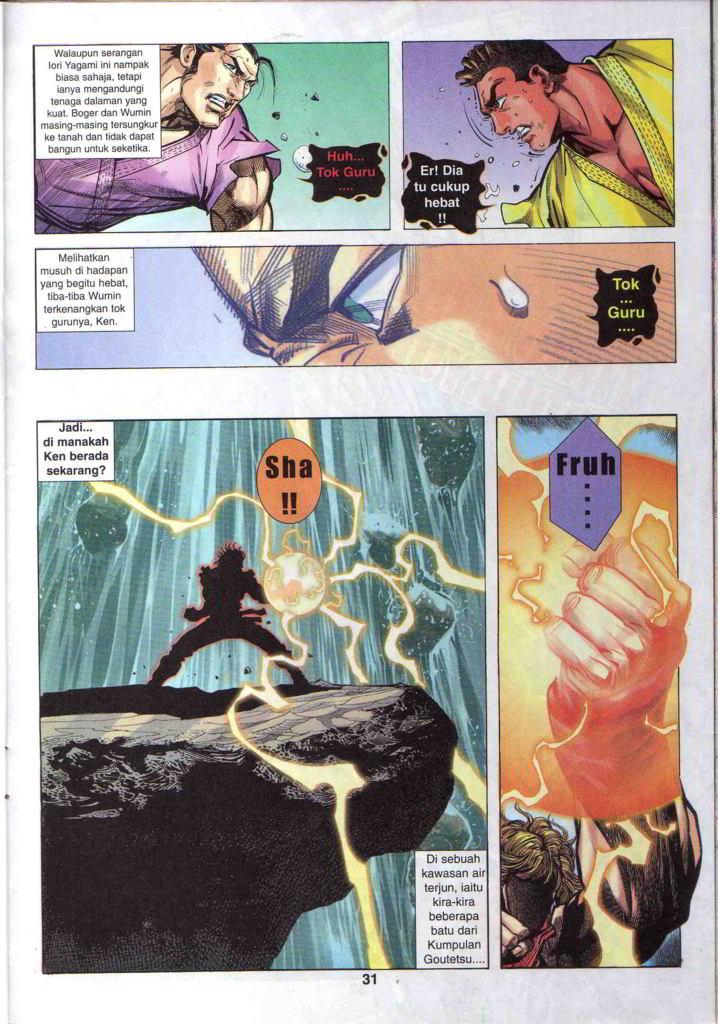 Walaupun serangan
Iori Yagami ini nampak
biasa sahaja, tetapi
ianya mengandungi
tenaga dalaman yang
kuat. Boger dan Wumin
masing-masing tersungkur
ke tanah dan tidak dapat
bangun untuk seketika.
Huh...
Tok Guru
....
Er! Dia
tu cukup
hebat
!!
Melihatkan
musuh di hadapan
yang begitu hebat,
tiba-tiba Wumin
terkenangkan tok
gurunya, Ken.
Tok
...
Guru
....
Jadi...
di manakah
Ken berada
sekarang?
Sha
!!
Fruh
....
Di sebuah
kawasan air
terjun, iaitu
kira-kira
beberapa
batu dari
Kumpulan
Goutetsu....
31